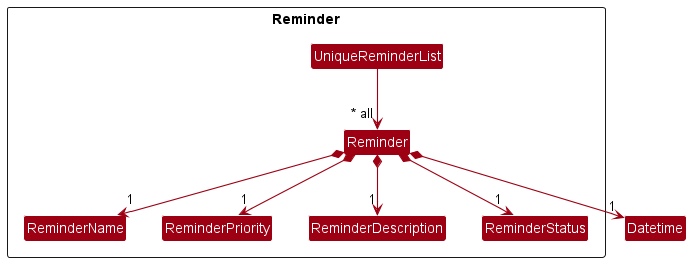 Reminder
UniqueReminderList
* all
Reminder
1
1
1
1
1
ReminderName
ReminderPriority
ReminderDescription
ReminderStatus
Datetime